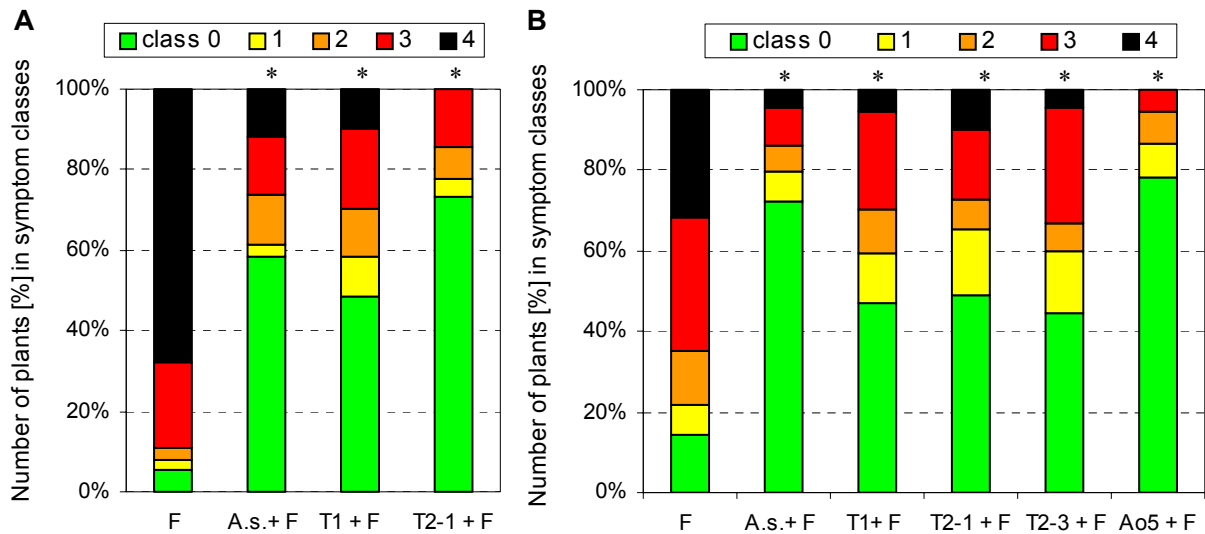 A
class 0 1 2 3 4
Number of plants [%] in symptom classes
* * *
100%
80%
60%
40%
20%
0%
F A.s.+ F T1 + F T2-1 + F
B
class 0 1 2 3 4
Number of plants [%] in symptom classes
* * * * *
100%
80%
60%
40%
20%
0%
F A.s.+ F T1+ F T2-1 + F T2-3 + F Ao5 + F